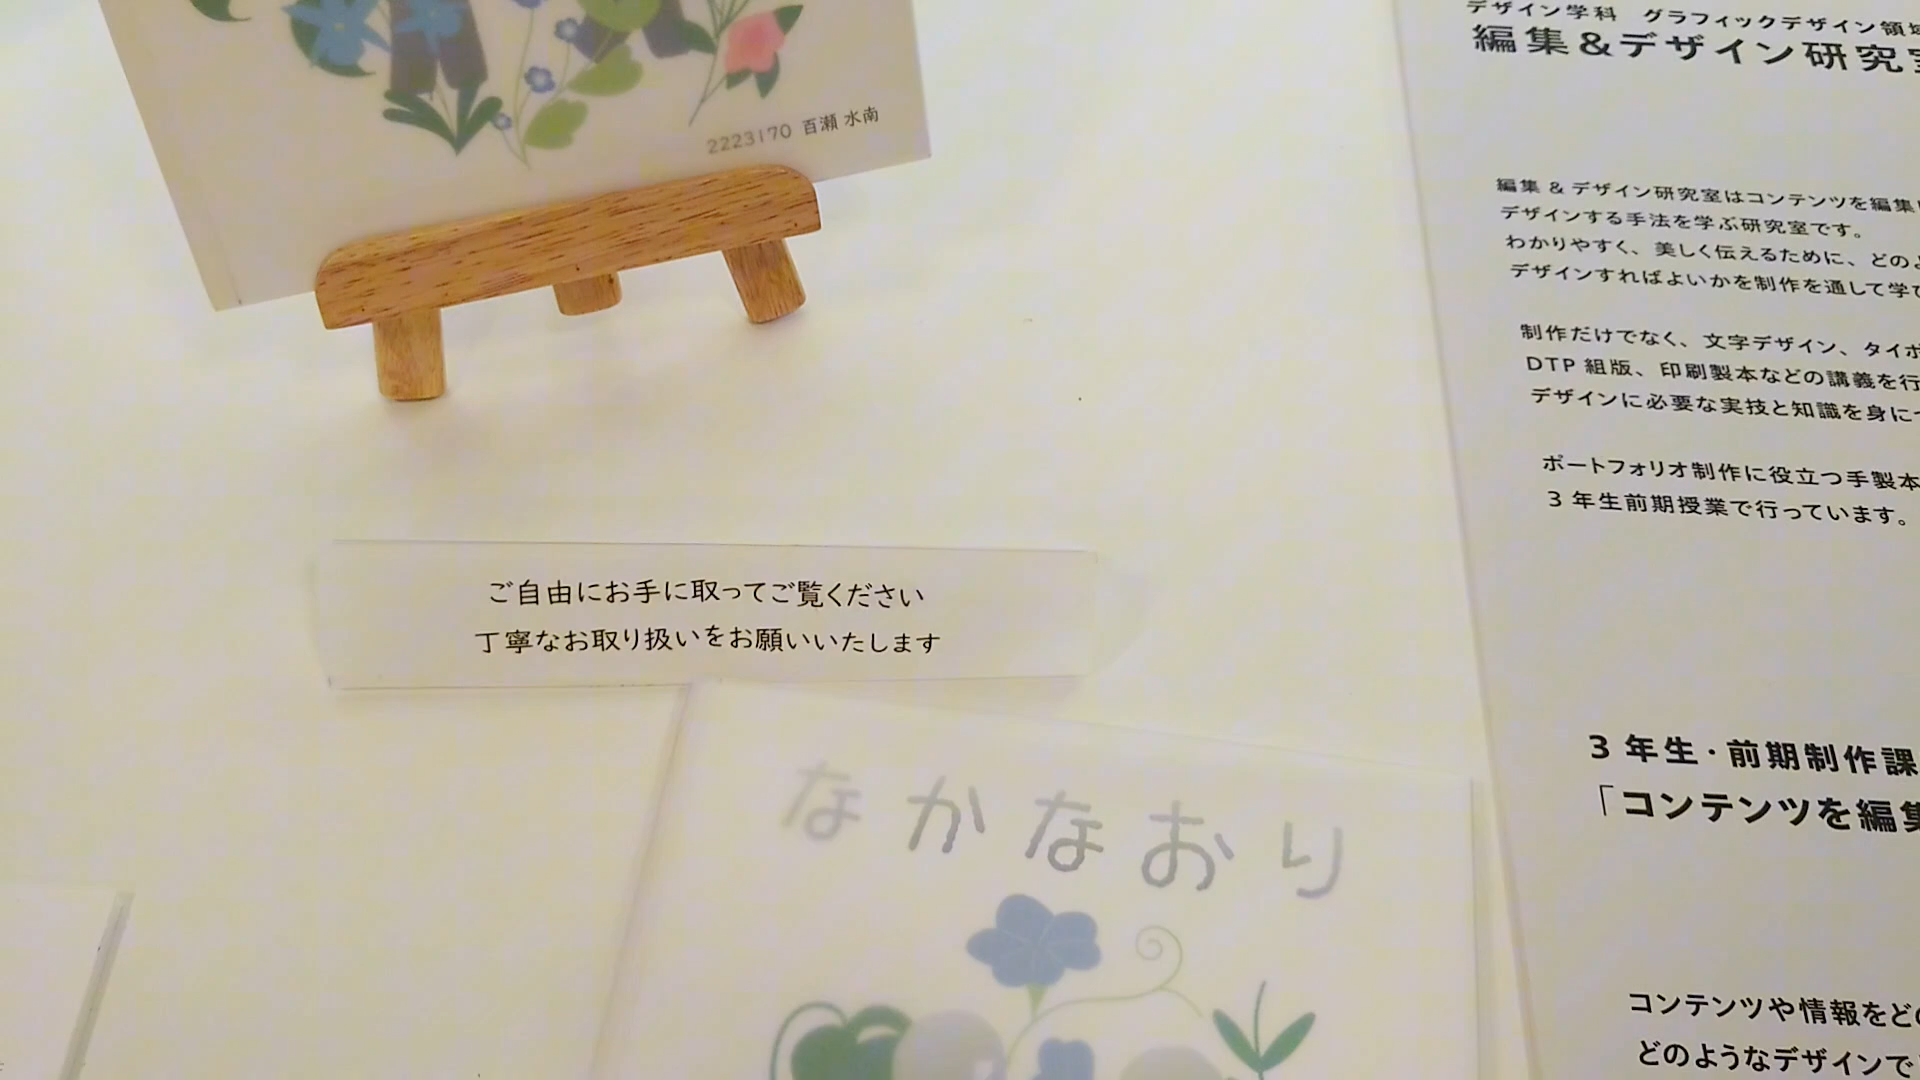 2223170 百瀬 水南
ご自由にお手に取ってご覧ください
丁寧なお取り扱いをお願いいたします
なかなおり
デザイン学科 グラフィックデザイン領域
編集&デザイン研究室
編集 & デザイン研究室はコンテンツを編集し
デザインする手法を学ぶ研究室です。
わかりやすく、美しく伝えるために、どのよ
デザインすればよいかを制作を通して学び
制作だけでなく、文字デザイン、タイポ
DTP 組版、印刷製本などの講義を行
デザインに必要な実技と知識を身につ
ポートフォリオ制作に役立つ手製本
3 年生前期授業で行っています。
3 年生・前期制作課
「コンテンツを編集
コンテンツや情報をどの
どのようなデザインで